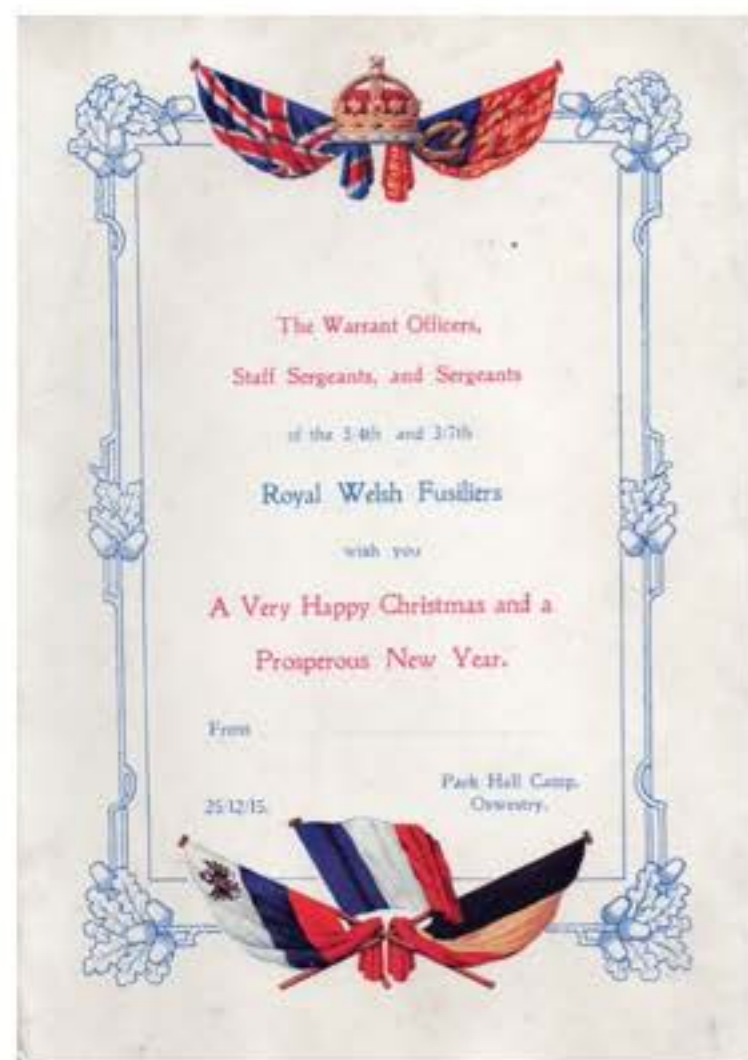 The Warrant Officers,
Staff Sergeants, and Sergeants
of the 3/4th and 3/7th
Royal Welsh Fusiliers
wish you
A Very Happy Christmas and a
Prosperous New Year.
From
Park Hall Camp,
25/12/15. Oswestry.